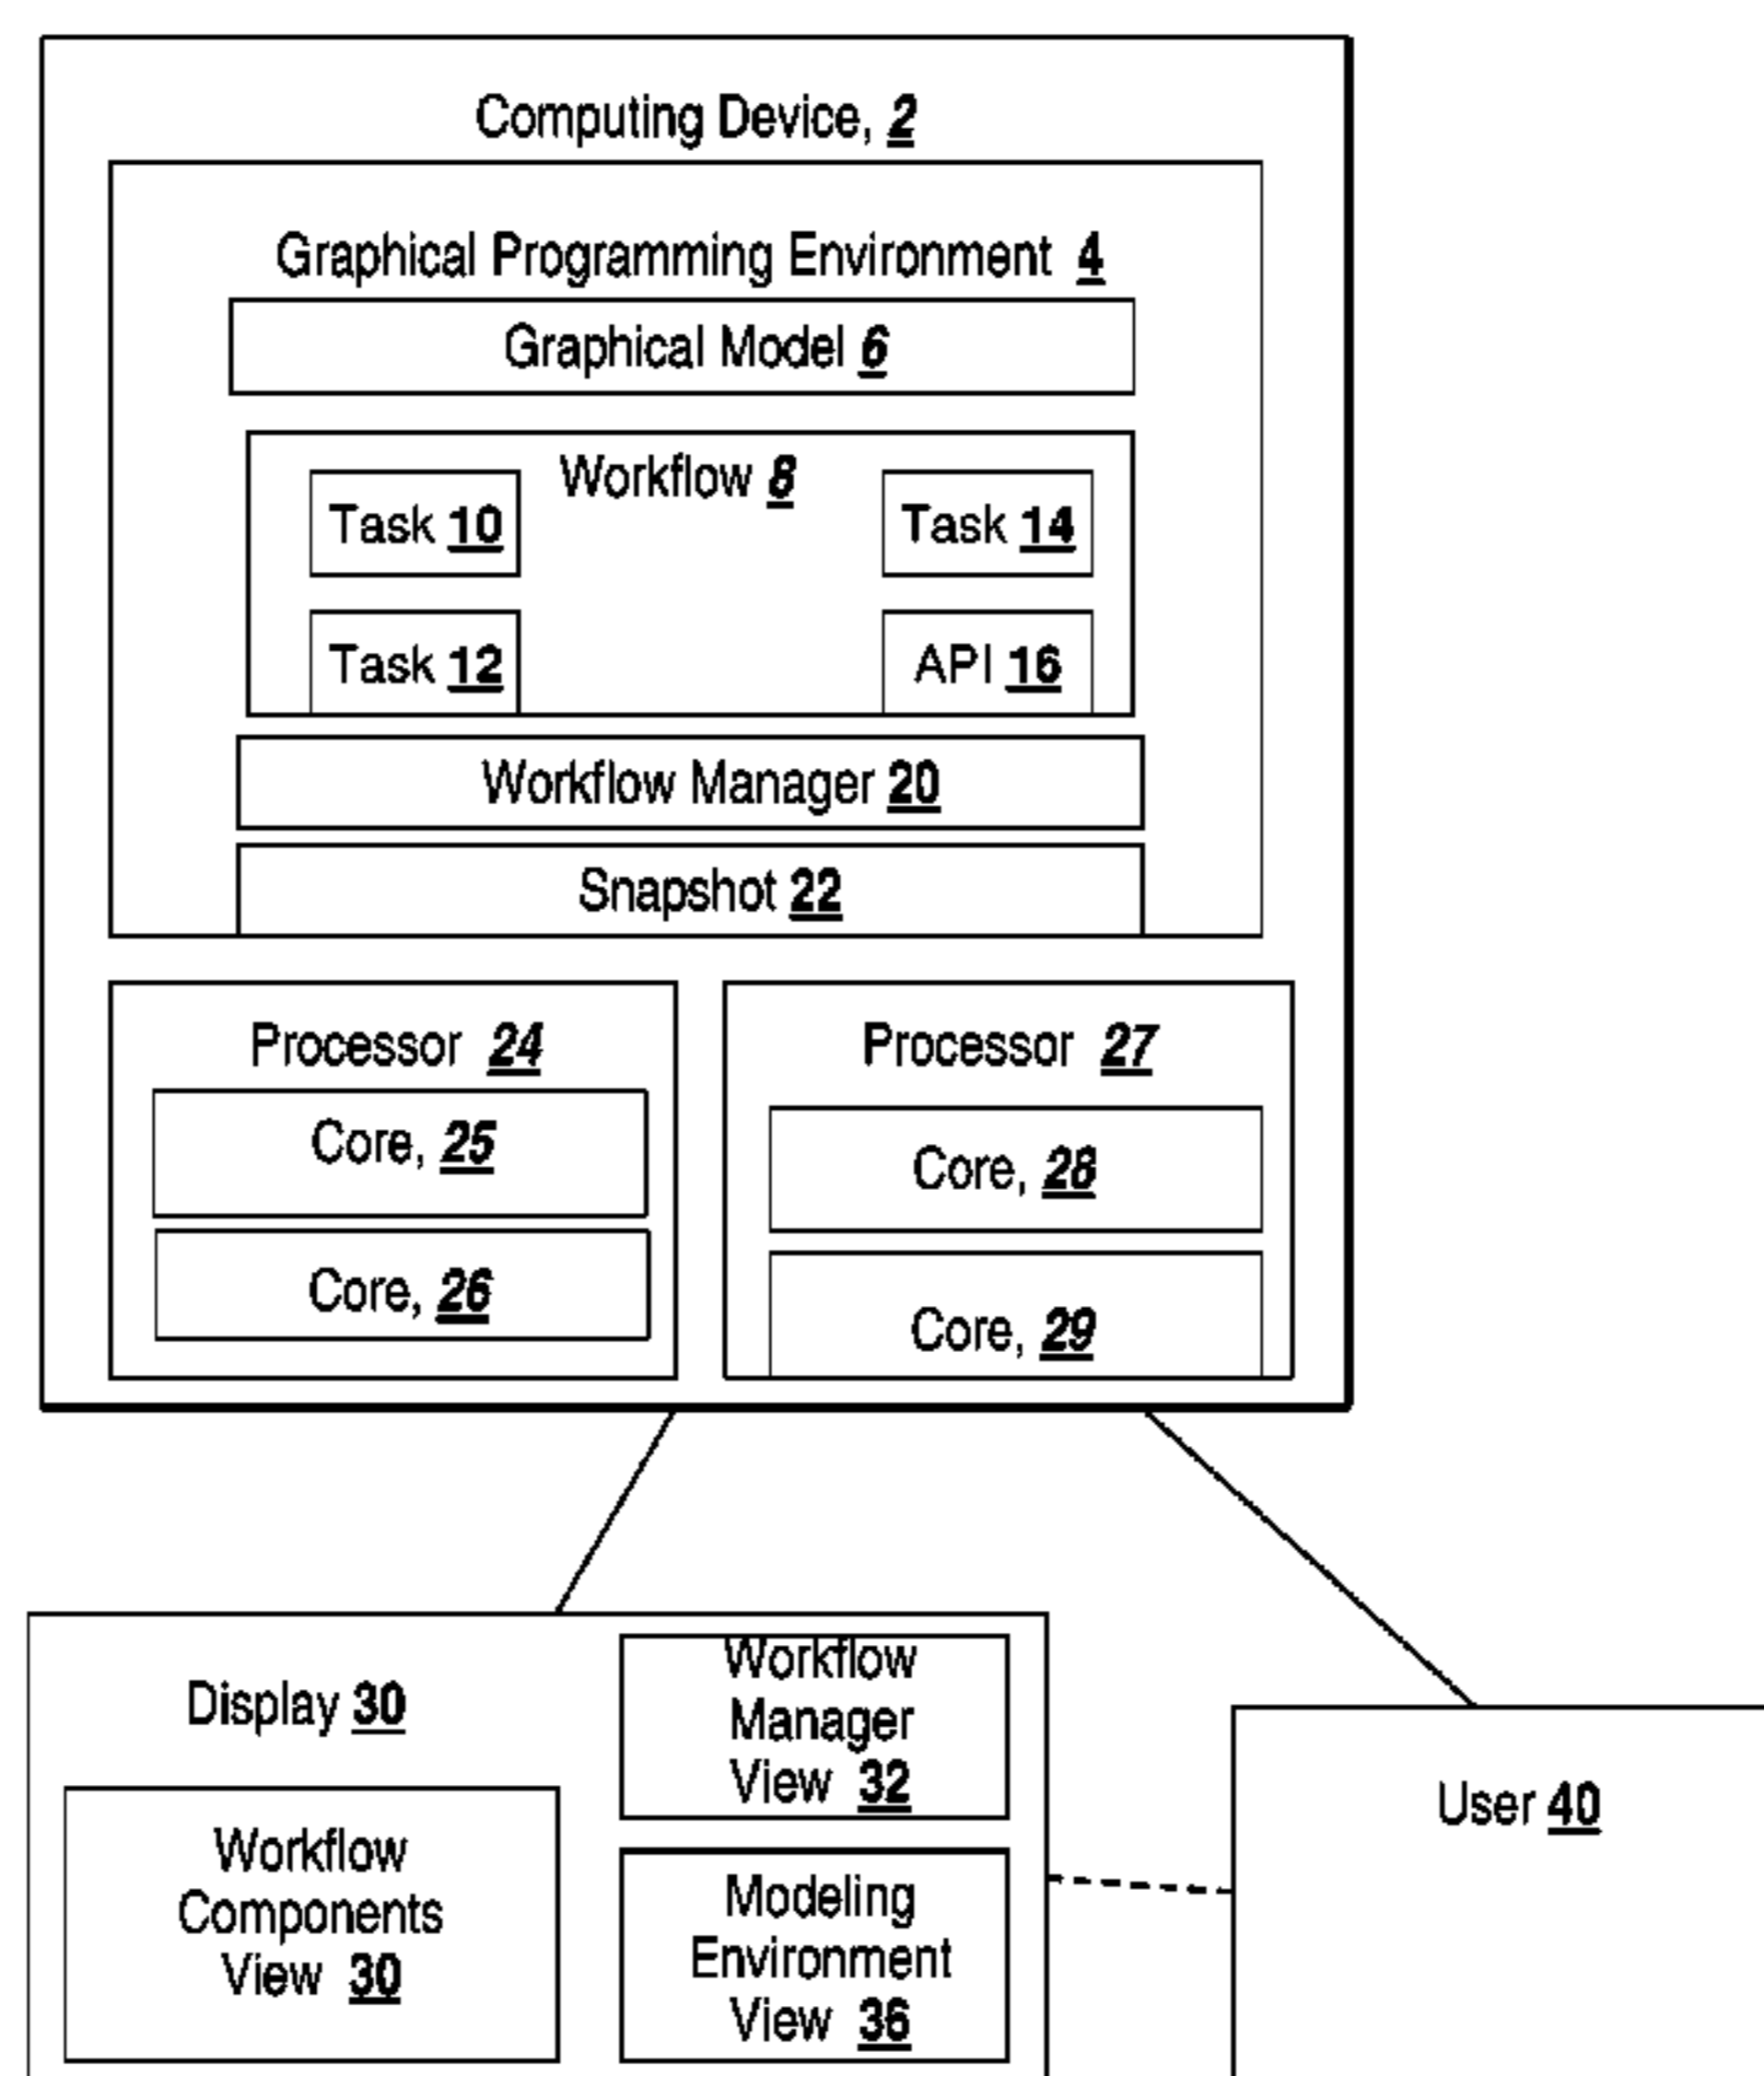 Computing Device, 2
Graphical Programming Environment 4
Graphical Model 6
Workflow 8
Task 10
Task 14
Task 12
API 16
Workflow Manager 20
Snapshot 22
Processor 24
Core, 25
Core, 26
Processor 27
Core, 28
Core, 29
Display 30
Workflow
Components
View 30
Workflow
Manager
View 32
Modeling
Environment
View 36
User 40